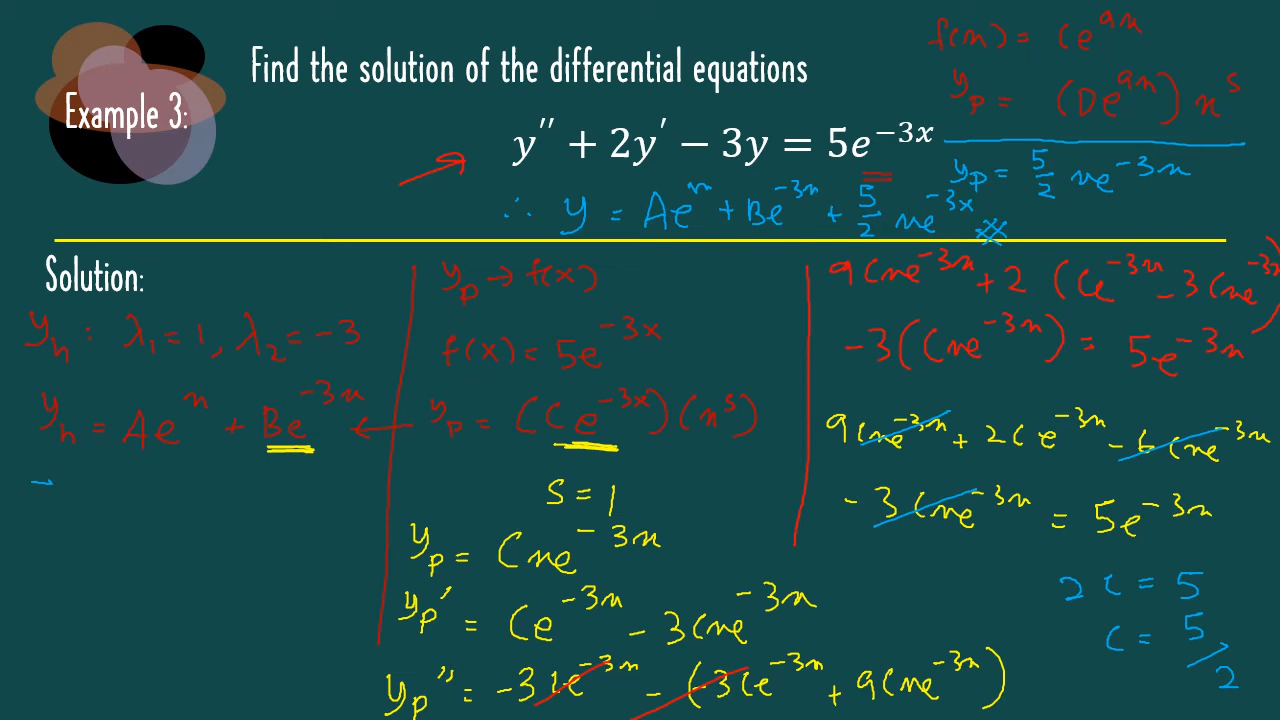 Example 3:
Find the solution of the differential equations
y'' + 2y' − 3y = 5e^{−3x}
∴ y = Ae^x + Be^{−3x} + 5/2 xe^{−3x}
f(x) = Ce^{ax}
y_p = (De^{ax}) x^s
y_p = 5/2 xe^{−3x}
Solution:
y_h : λ_1 = 1, λ_2 = −3
y_h = Ae^x + Be^{−3x} ←
→
y_p → f(x)
f(x) = 5e^{−3x}
y_p = (Ce^{−3x})(x^s)
s = 1
y_p = Cxe^{−3x}
y_p' = Ce^{−3x} − 3Cxe^{−3x}
y_p'' = −3Ce^{−3x} − (−3Ce^{−3x} + 9Cxe^{−3x})
9Cxe^{−3x} + 2(Ce^{−3x} − 3Cxe^{−3x})
−3(Cxe^{−3x}) = 5e^{−3x}
9Cxe^{−3x} + 2Ce^{−3x} − 6Cxe^{−3x}
−3Cxe^{−3x} = 5e^{−3x}
2C = 5
C = 5/2